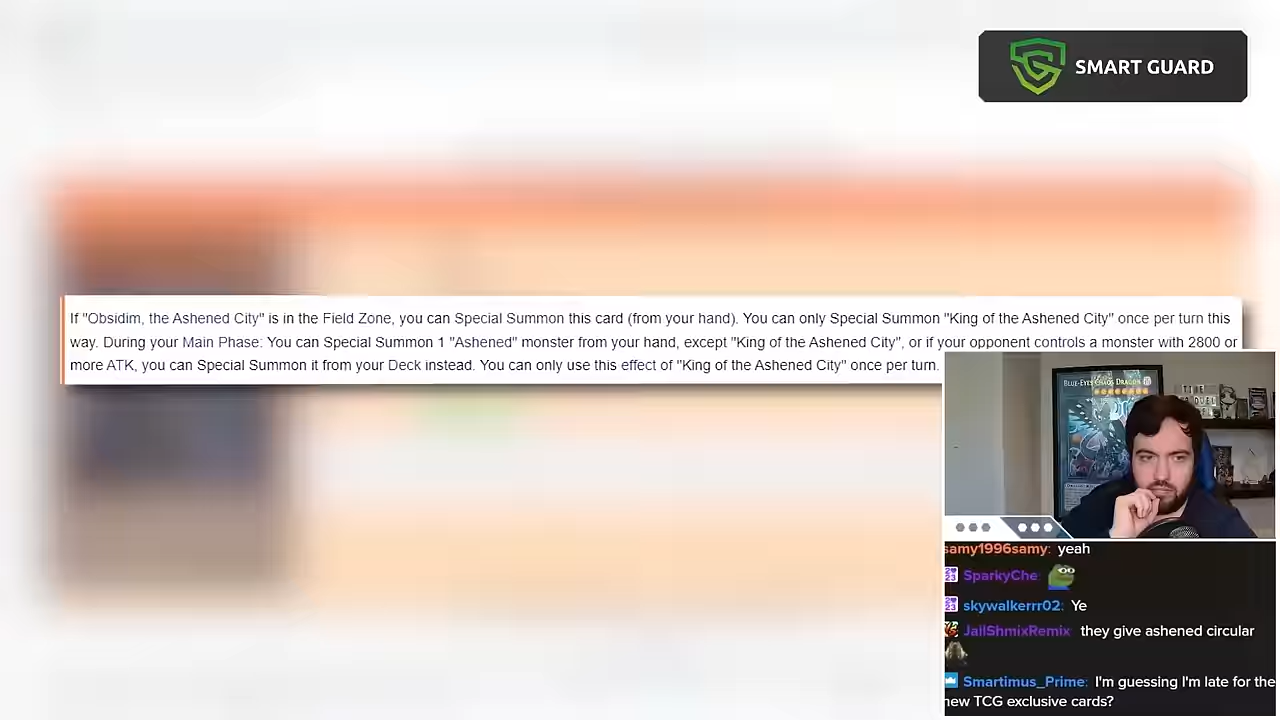 SMART GUARD
If "Obsidim, the Ashened City" is in the Field Zone, you can Special Summon this card (from your hand). You can only Special Summon "King of the Ashened City" once per turn this
way. During your Main Phase: You can Special Summon 1 "Ashened" monster from your hand, except "King of the Ashened City", or if your opponent controls a monster with 2800 or
more ATK, you can Special Summon it from your Deck instead. You can only use this effect of "King of the Ashened City" once per turn.
BLUE-EYES CHAOS DRAGON
samy1996samy: yeah
SparkyChe:
skywalkerrr02: Ye
JailShmixRemix they give ashened circular
Smartimus_Prime: I'm guessing I'm late for the
new TCG exclusive cards?